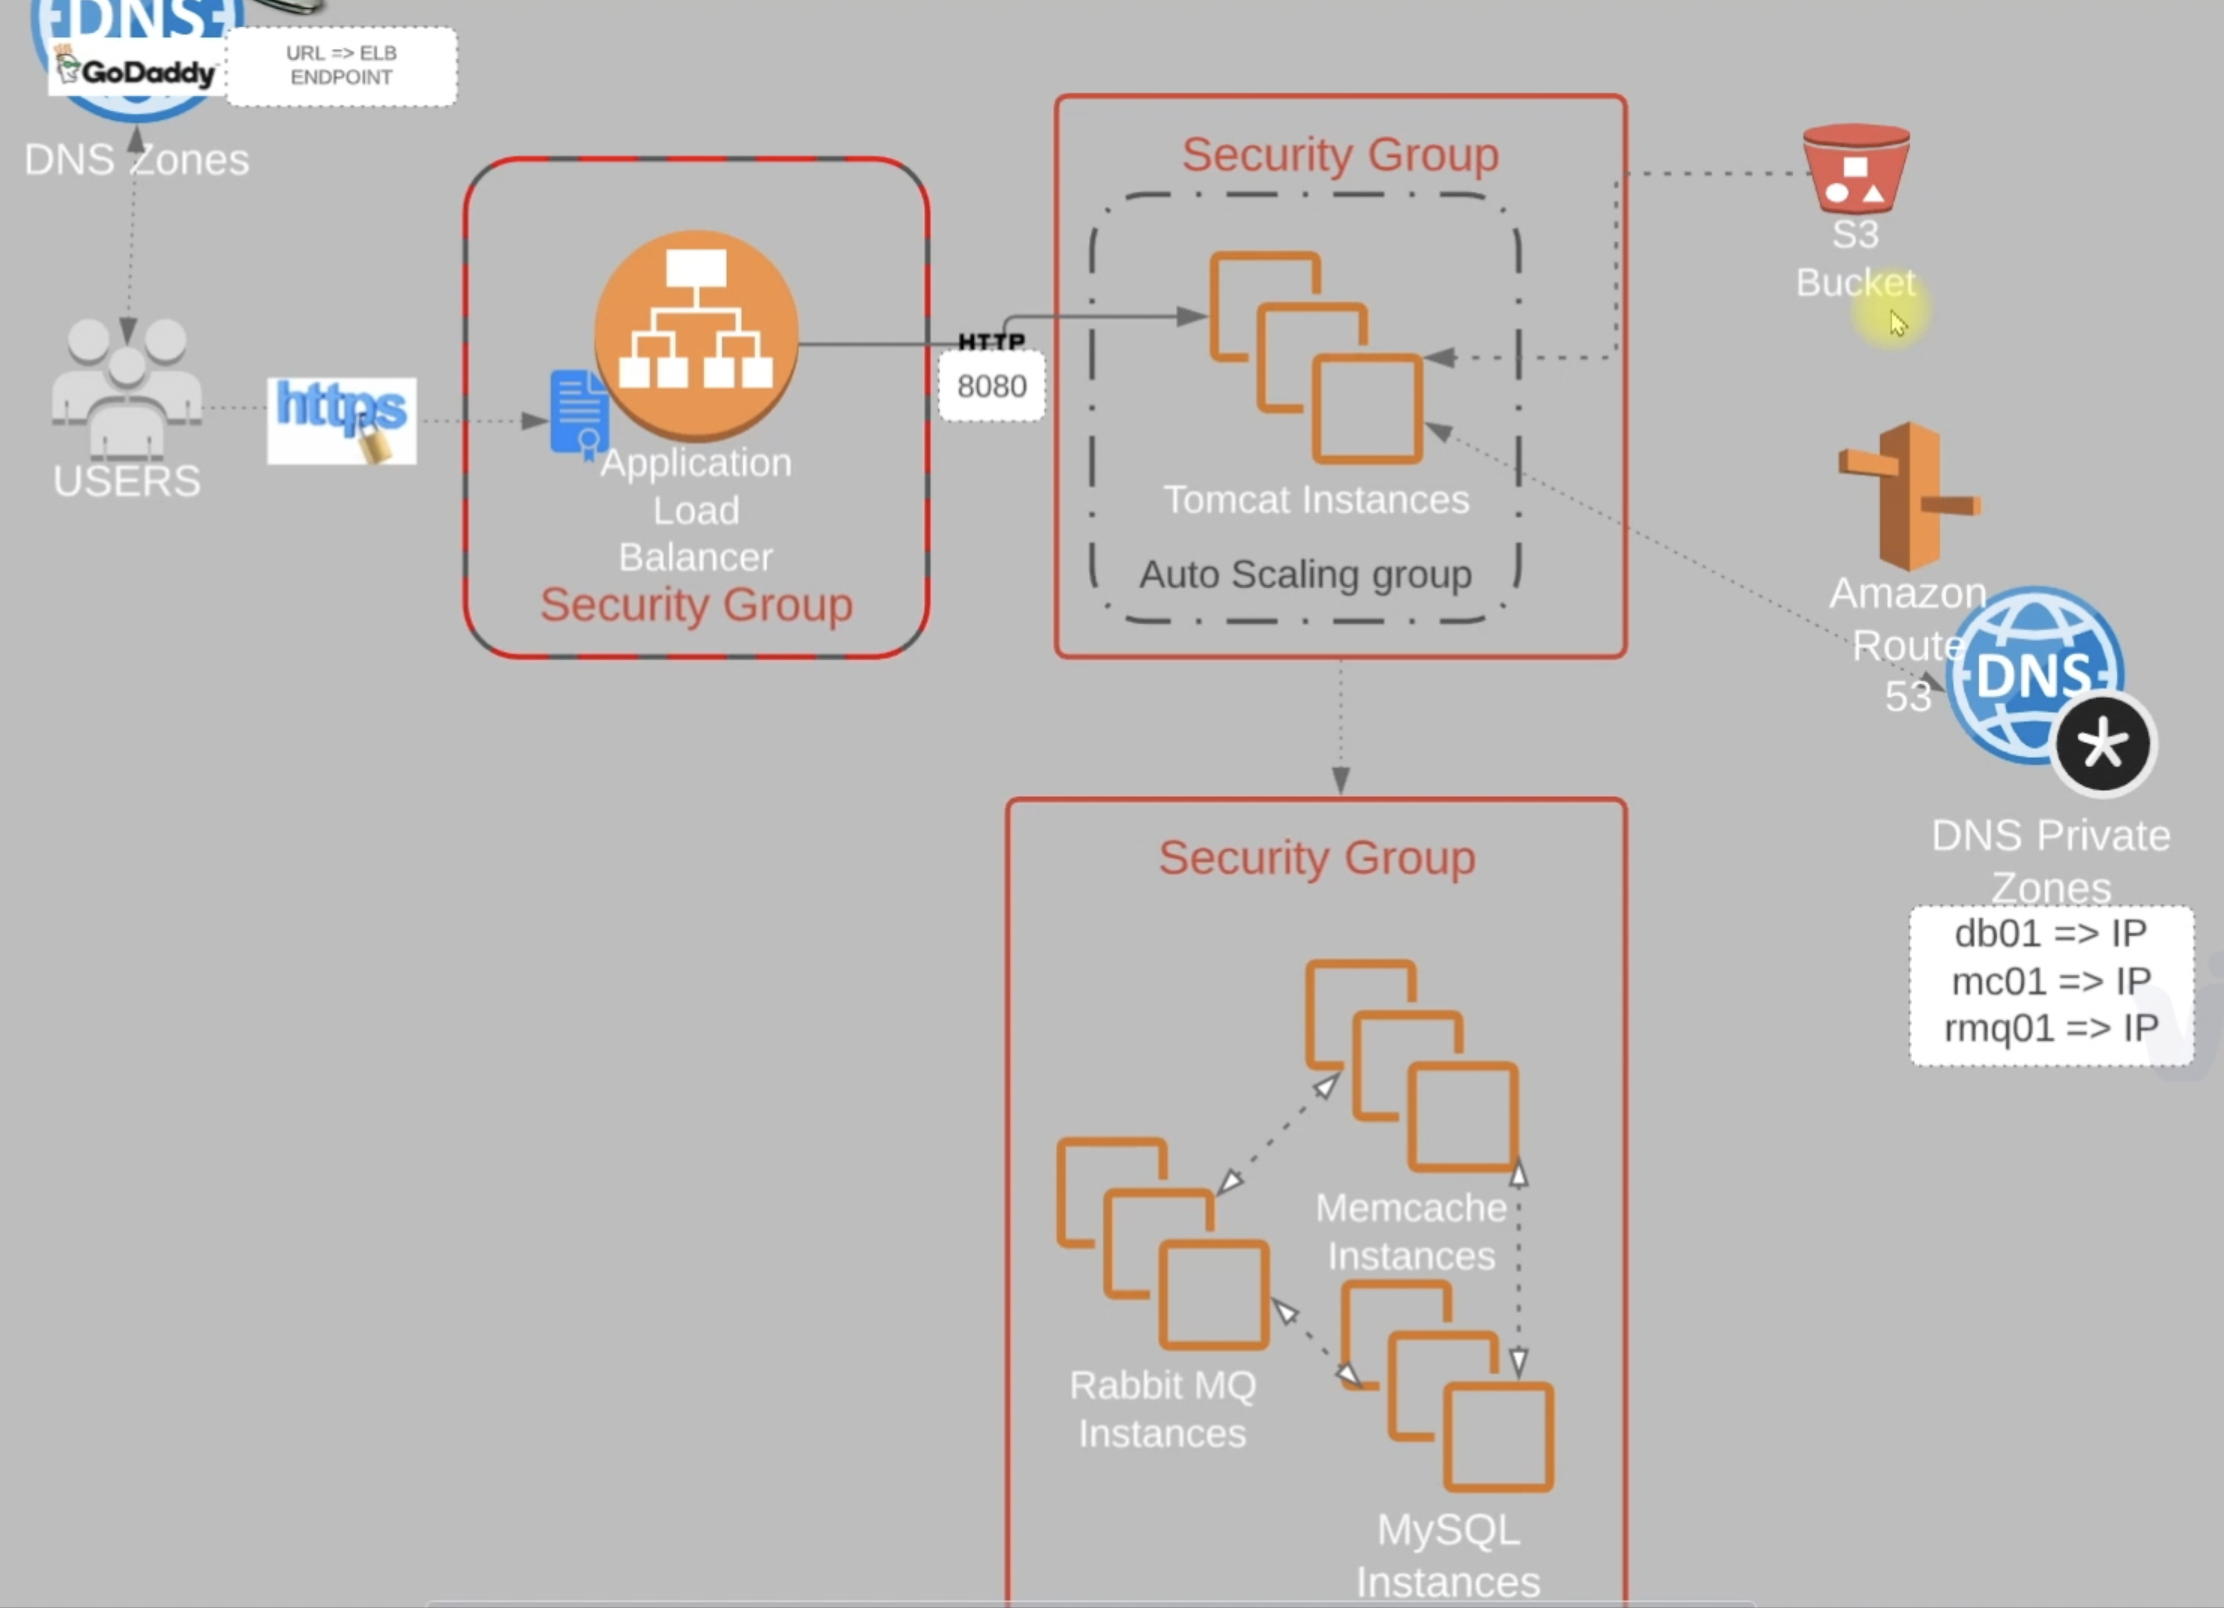 DNS
GoDaddy
URL => ELB
ENDPOINT
DNS Zones
USERS
https
Application
Load
Balancer
Security Group
HTTP
8080
Security Group
Tomcat Instances
Auto Scaling group
S3
Bucket
Amazon
Route
53
DNS
DNS Private
Zones
db01 => IP
mc01 => IP
rmq01 => IP
Security Group
Memcache
Instances
Rabbit MQ
Instances
MySQL
Instances